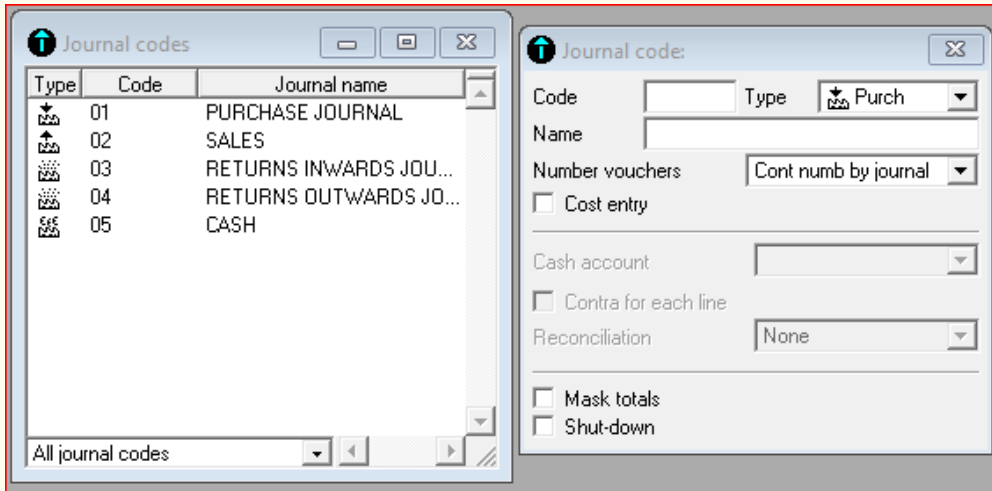 Journal codes
Type Code Journal name
01 PURCHASE JOURNAL
02 SALES
03 RETURNS INWARDS JOU...
04 RETURNS OUTWARDS JO...
05 CASH
All journal codes
Journal code:
Code Type Purch
Name
Number vouchers Cont numb by journal
Cost entry
Cash account
Contra for each line
Reconciliation None
Mask totals
Shut-down